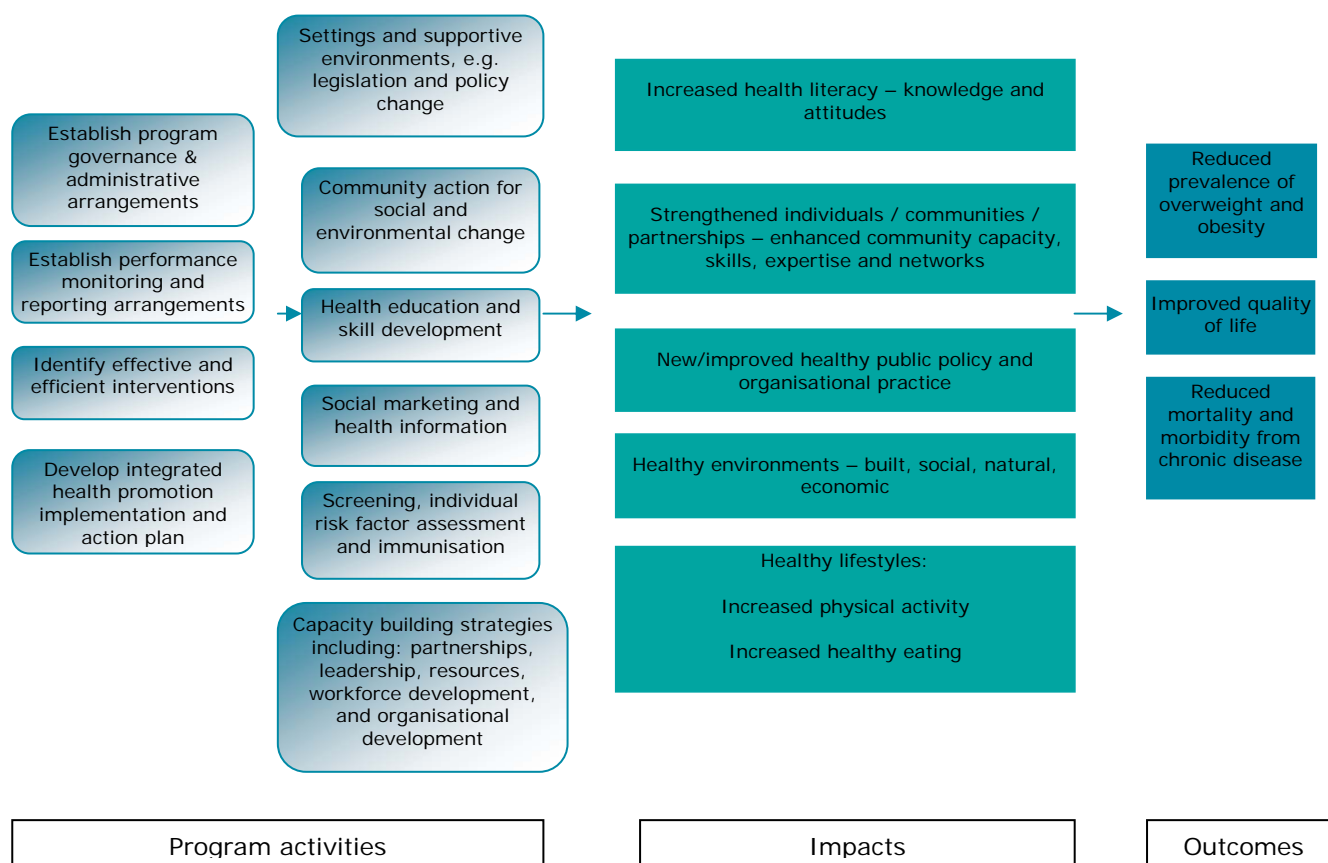 Establish program
governance &
administrative
arrangements
Establish performance
monitoring and
reporting arrangements
Identify effective and
efficient interventions
Develop integrated
health promotion
implementation and
action plan
Settings and supportive
environments, e.g.
legislation and policy
change
Community action for
social and
environmental change
Health education and
skill development
Social marketing and
health information
Screening, individual
risk factor assessment
and immunisation
Capacity building strategies
including: partnerships,
leadership, resources,
workforce development,
and organisational
development
Increased health literacy – knowledge and
attitudes
Strengthened individuals / communities /
partnerships – enhanced community capacity,
skills, expertise and networks
New/improved healthy public policy and
organisational practice
Healthy environments – built, social, natural,
economic
Healthy lifestyles:
Increased physical activity
Increased healthy eating
Reduced
prevalence of
overweight and
obesity
Improved quality
of life
Reduced
mortality and
morbidity from
chronic disease
Program activities
Impacts
Outcomes